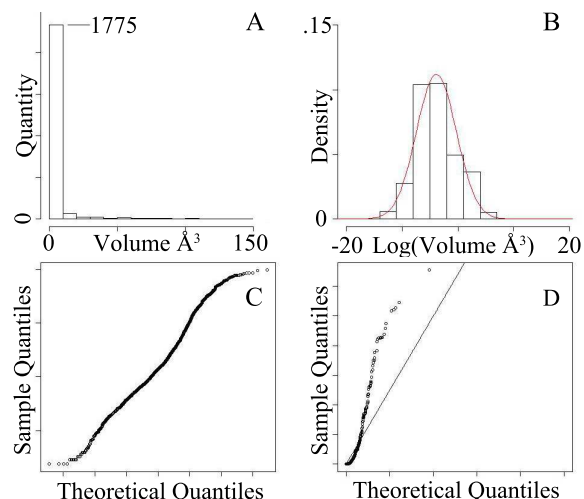 1775
A
Quantity
0
0
Volume Å³
150
.15
B
Density
0
-20
Log(Volume Å³)
20
C
Sample Quantiles
Theoretical Quantiles
D
Sample Quantiles
Theoretical Quantiles